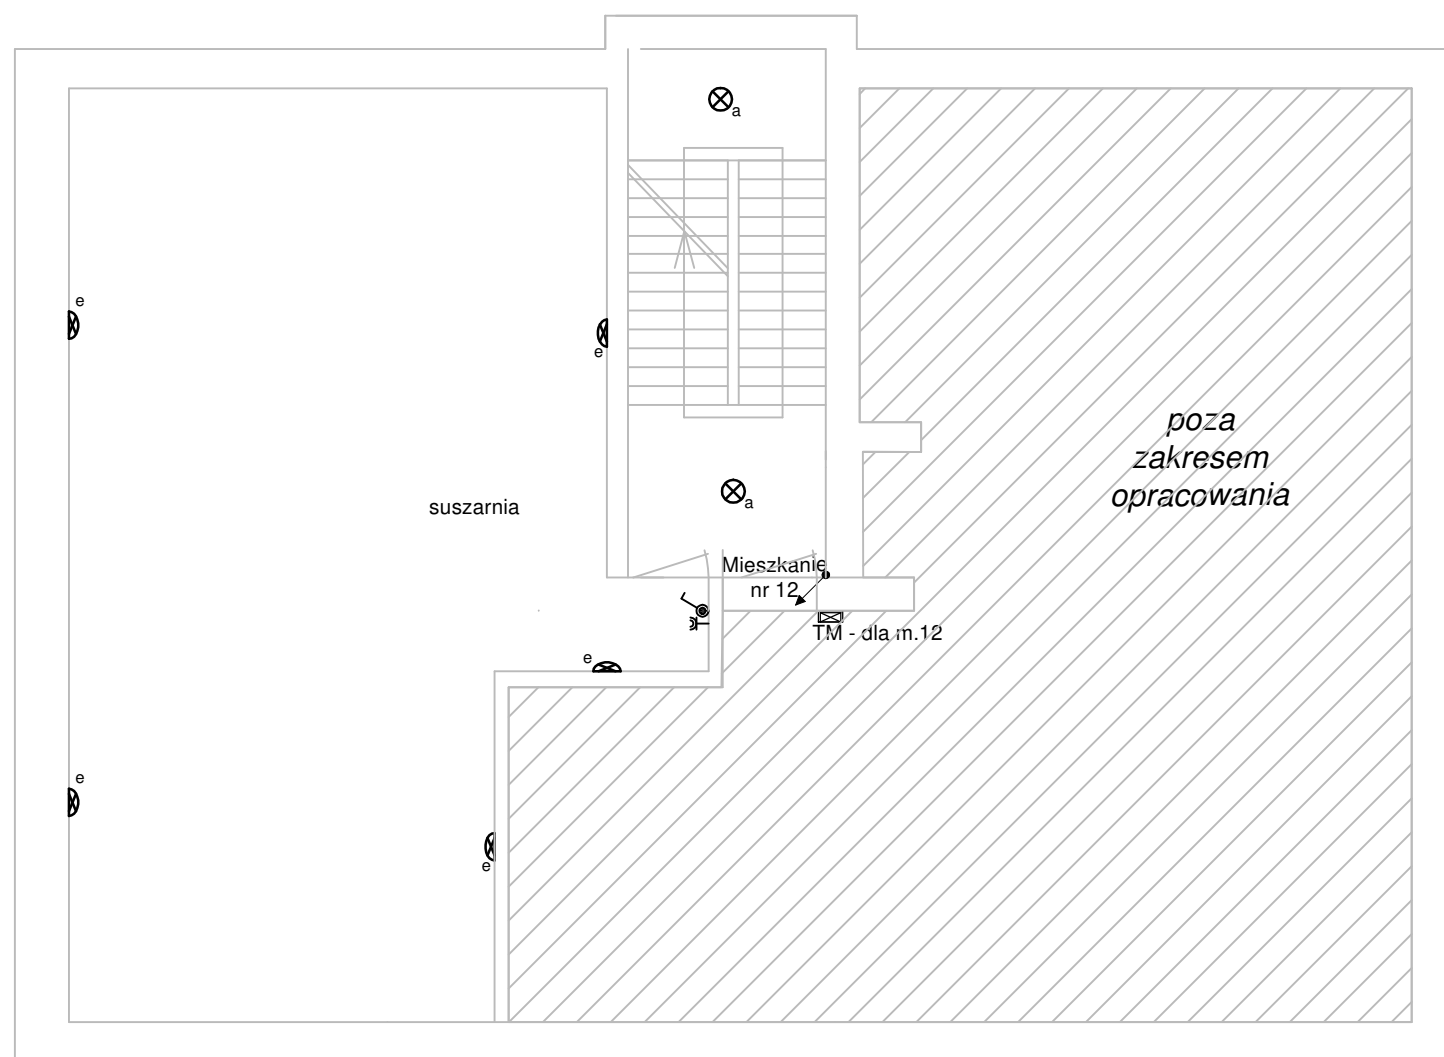 a
e
e
poza
zakresem
opracowania
a
suszarnia
Mieszkanie
nr 12
TM - dla m.12
e
e
e